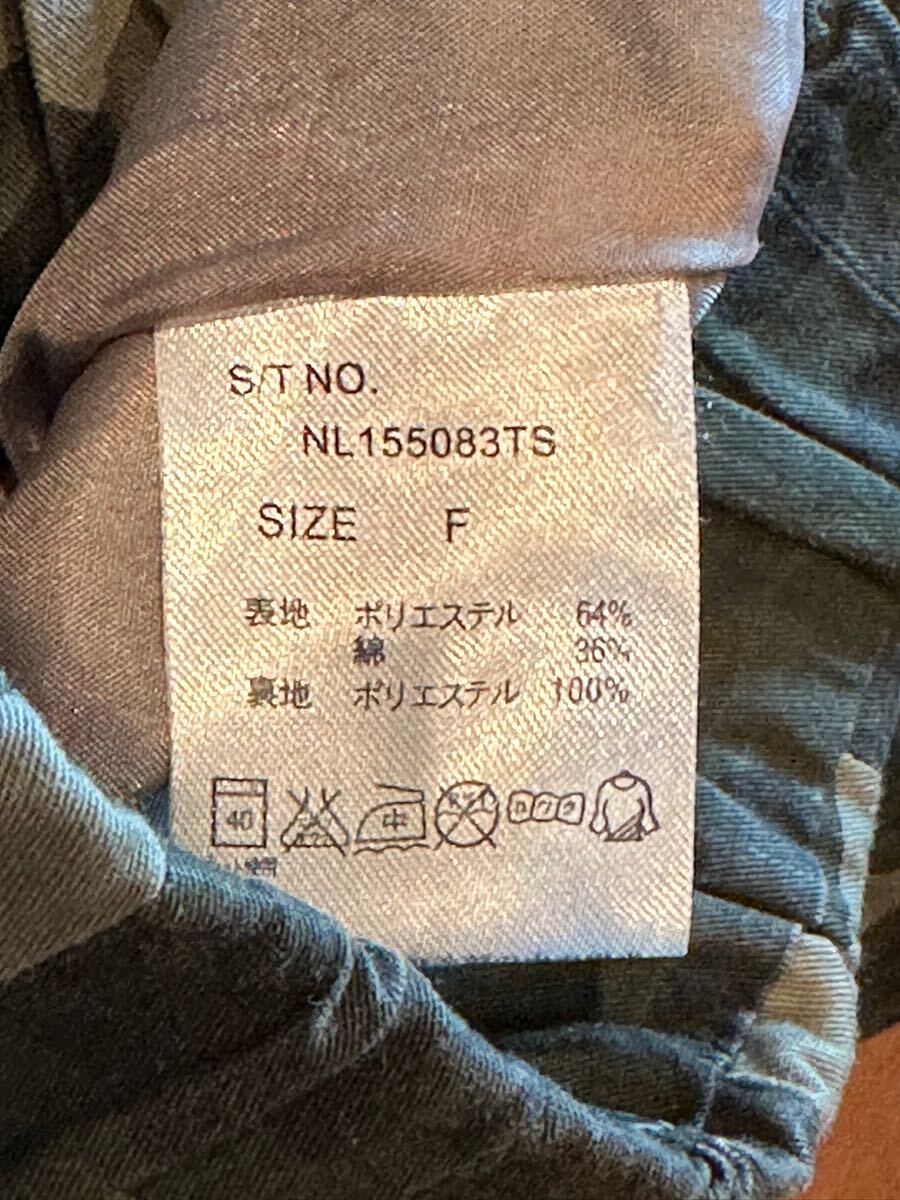 S/T NO.
NL155083TS
SIZE F
表地 ポリエステル 64%
綿 36%
裏地 ポリエステル 100%
40 中